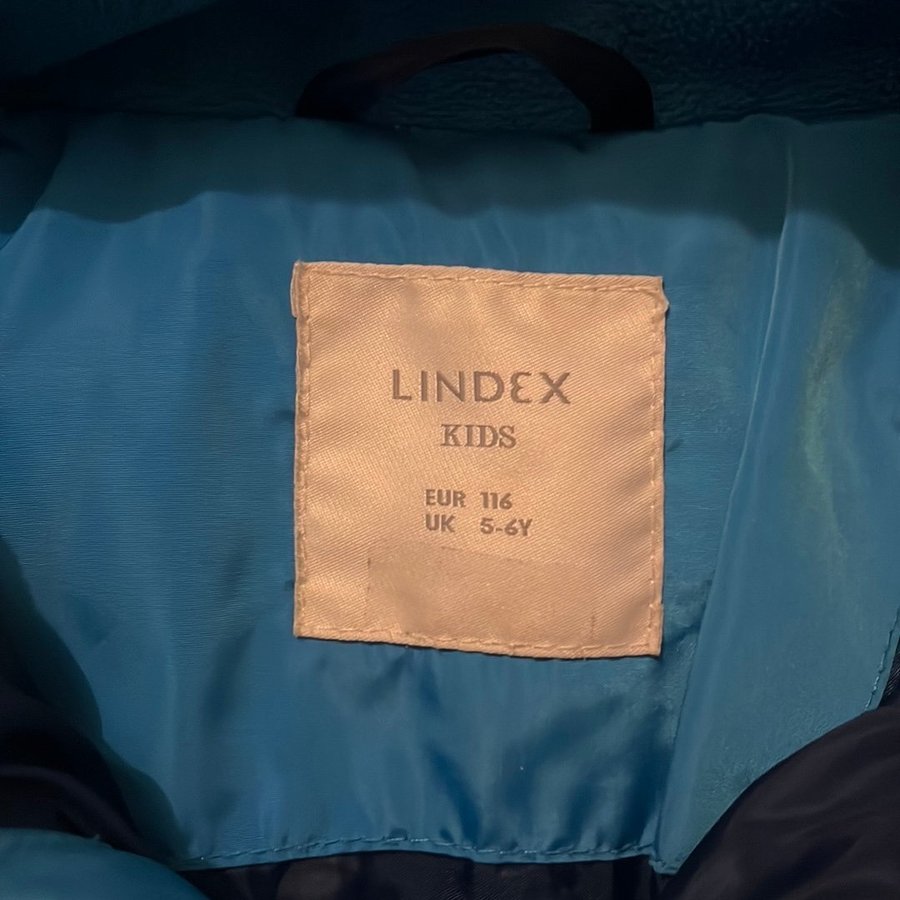 LINDEX
KIDS
EUR 116
UK 5-6Y